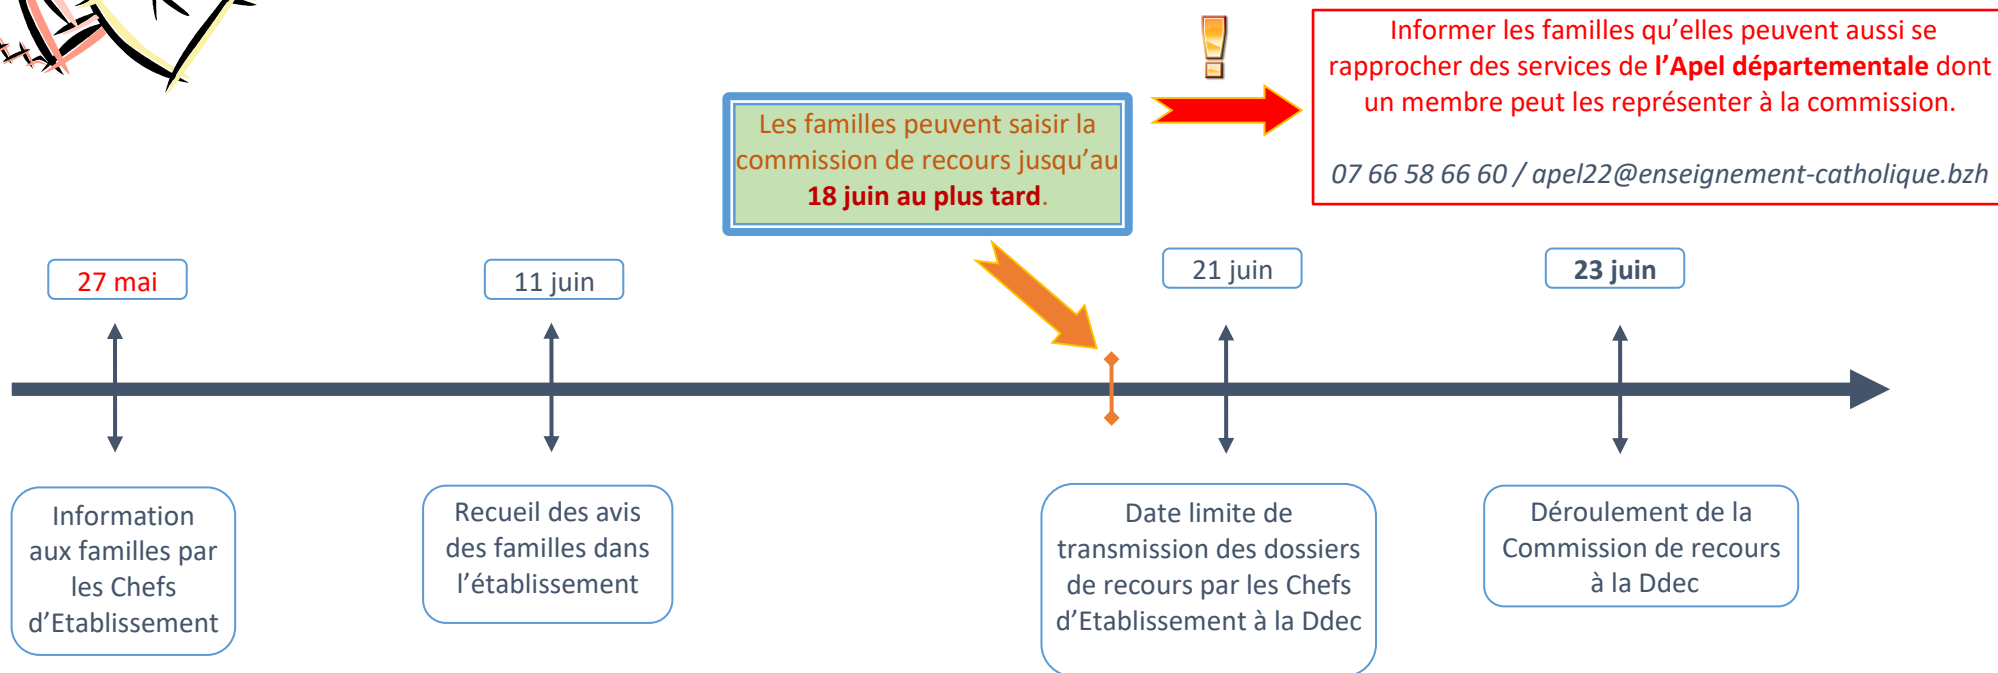 Informer les familles qu'elles peuvent aussi se
rapprocher des services de l'Apel départementale dont
un membre peut les représenter à la commission.
07 66 58 66 60 / apel22@enseignement-catholique.bzh
Les familles peuvent saisir la
commission de recours jusqu'au
18 juin au plus tard.
27 mai
11 juin
21 juin
23 juin
Information
aux familles par
les Chefs
d'Etablissement
Recueil des avis
des familles dans
l'établissement
Date limite de
transmission des dossiers
de recours par les Chefs
d'Etablissement à la Ddec
Déroulement de la
Commission de recours
à la Ddec